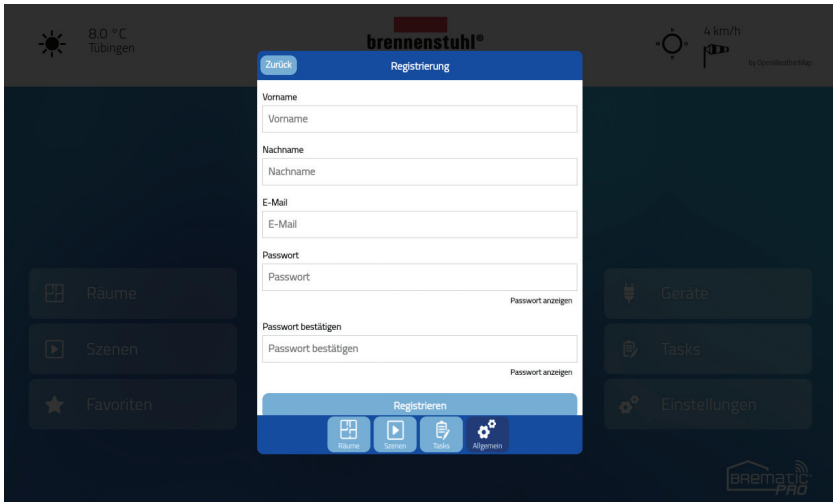 8.0 °C
Tübingen
brennenstuhl®
4 km/h
by OpenWeatherMap
Zurück
Registrierung
Vorname
Vorname
Nachname
Nachname
E-Mail
E-Mail
Passwort
Passwort
Passwort anzeigen
Passwort bestätigen
Passwort bestätigen
Passwort anzeigen
Registrieren
Räume
Szenen
Tasks
Allgemein
Räume
Szenen
Favoriten
Geräte
Tasks
Einstellungen
BREmatic
PRO